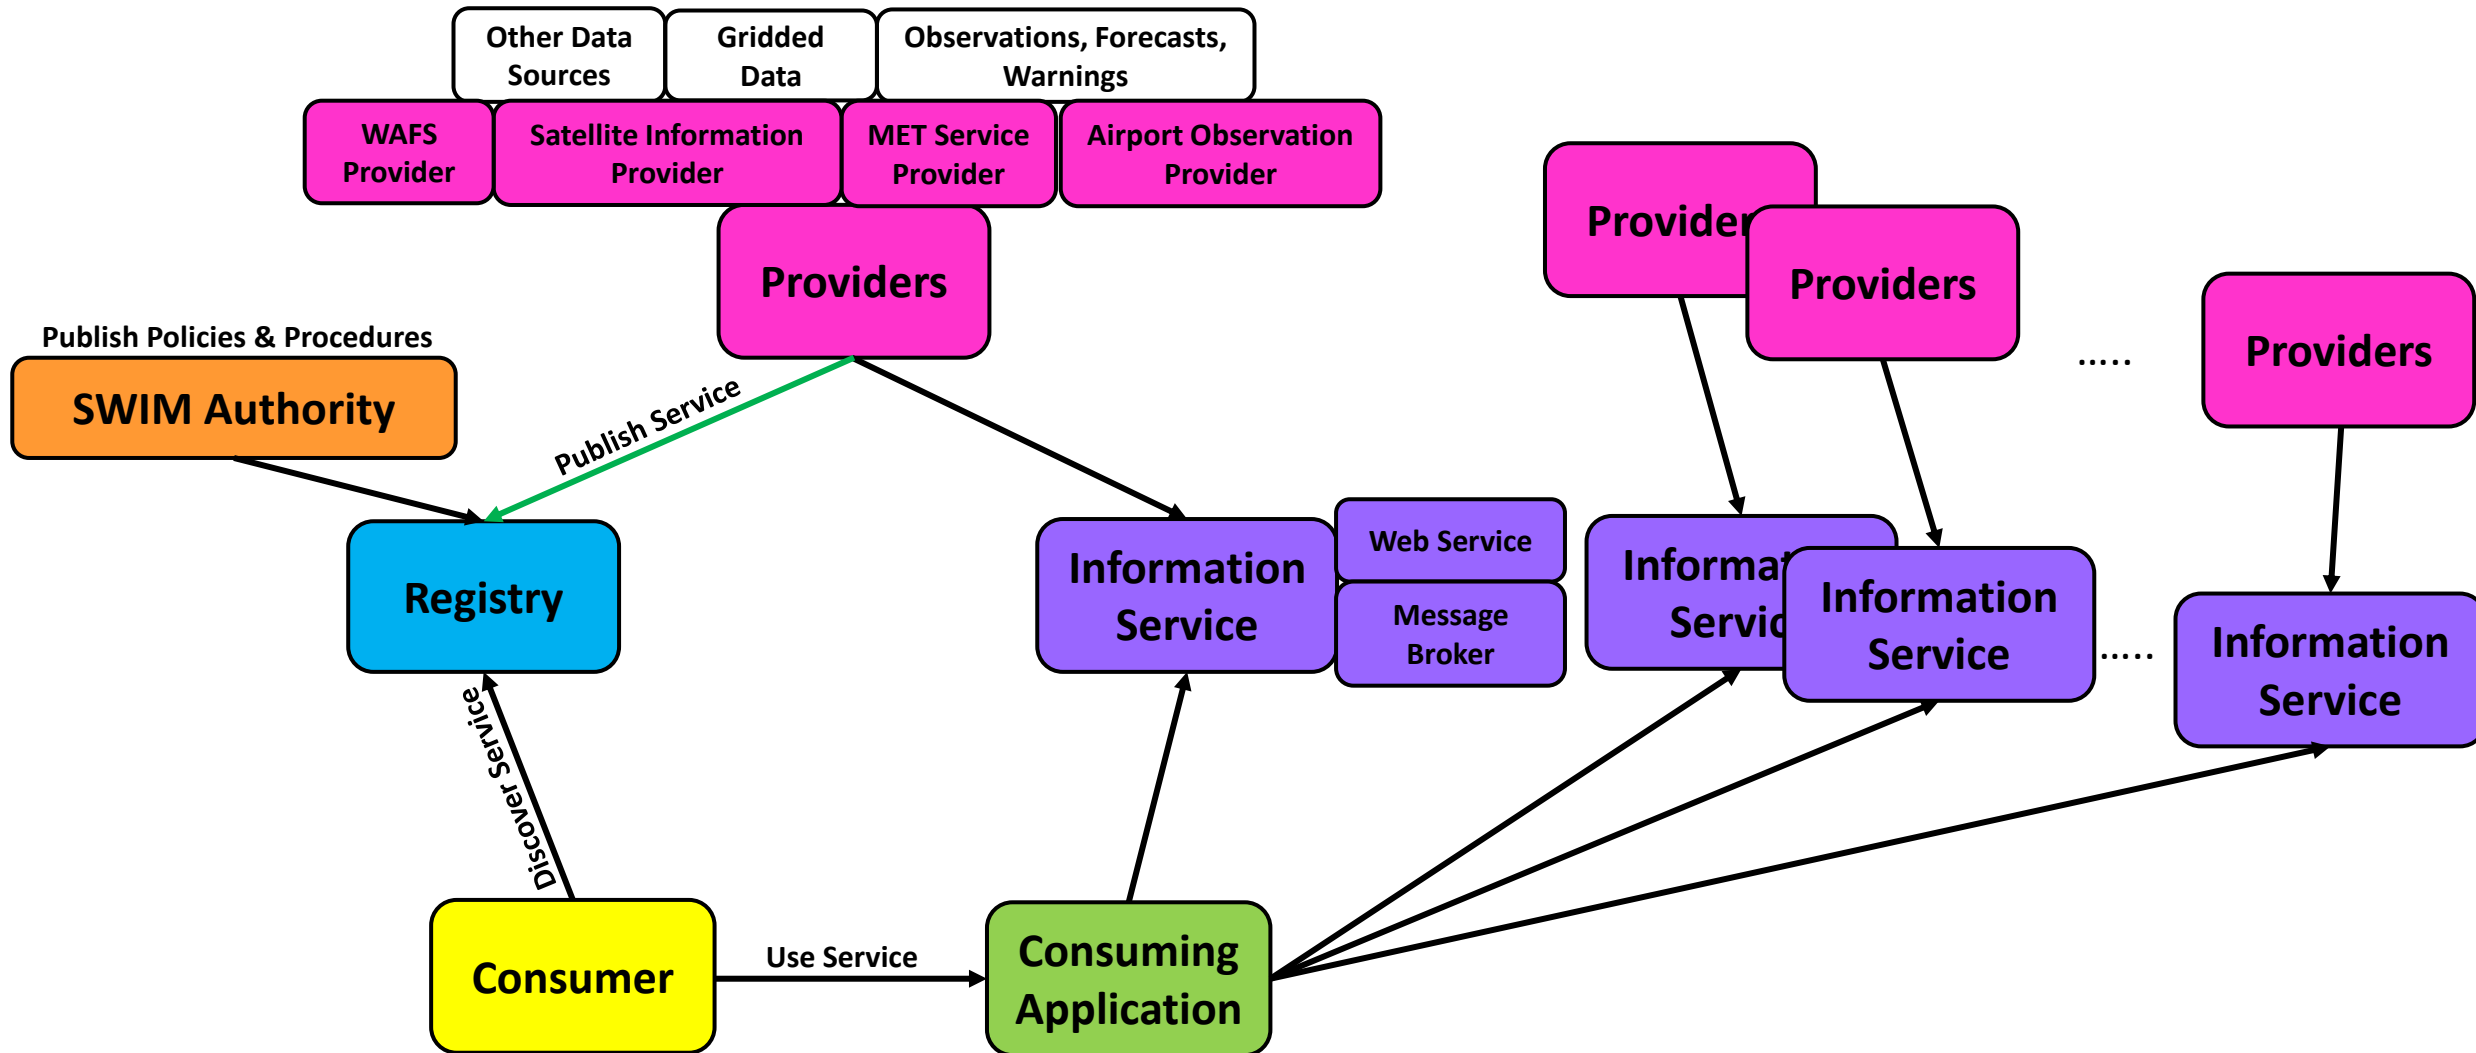 Other Data
Sources
Gridded
Data
Observations, Forecasts,
Warnings
WAFS
Provider
Satellite Information
Provider
MET Service
Provider
Airport Observation
Provider
Providers
Provider
Providers
.....
Providers
Publish Policies & Procedures
SWIM Authority
Publish Service
Registry
Information
Service
Web Service
Message
Broker
Informat
Servic
Information
Service
.....
Information
Service
Discover Service
Consumer
Use Service
Consuming
Application